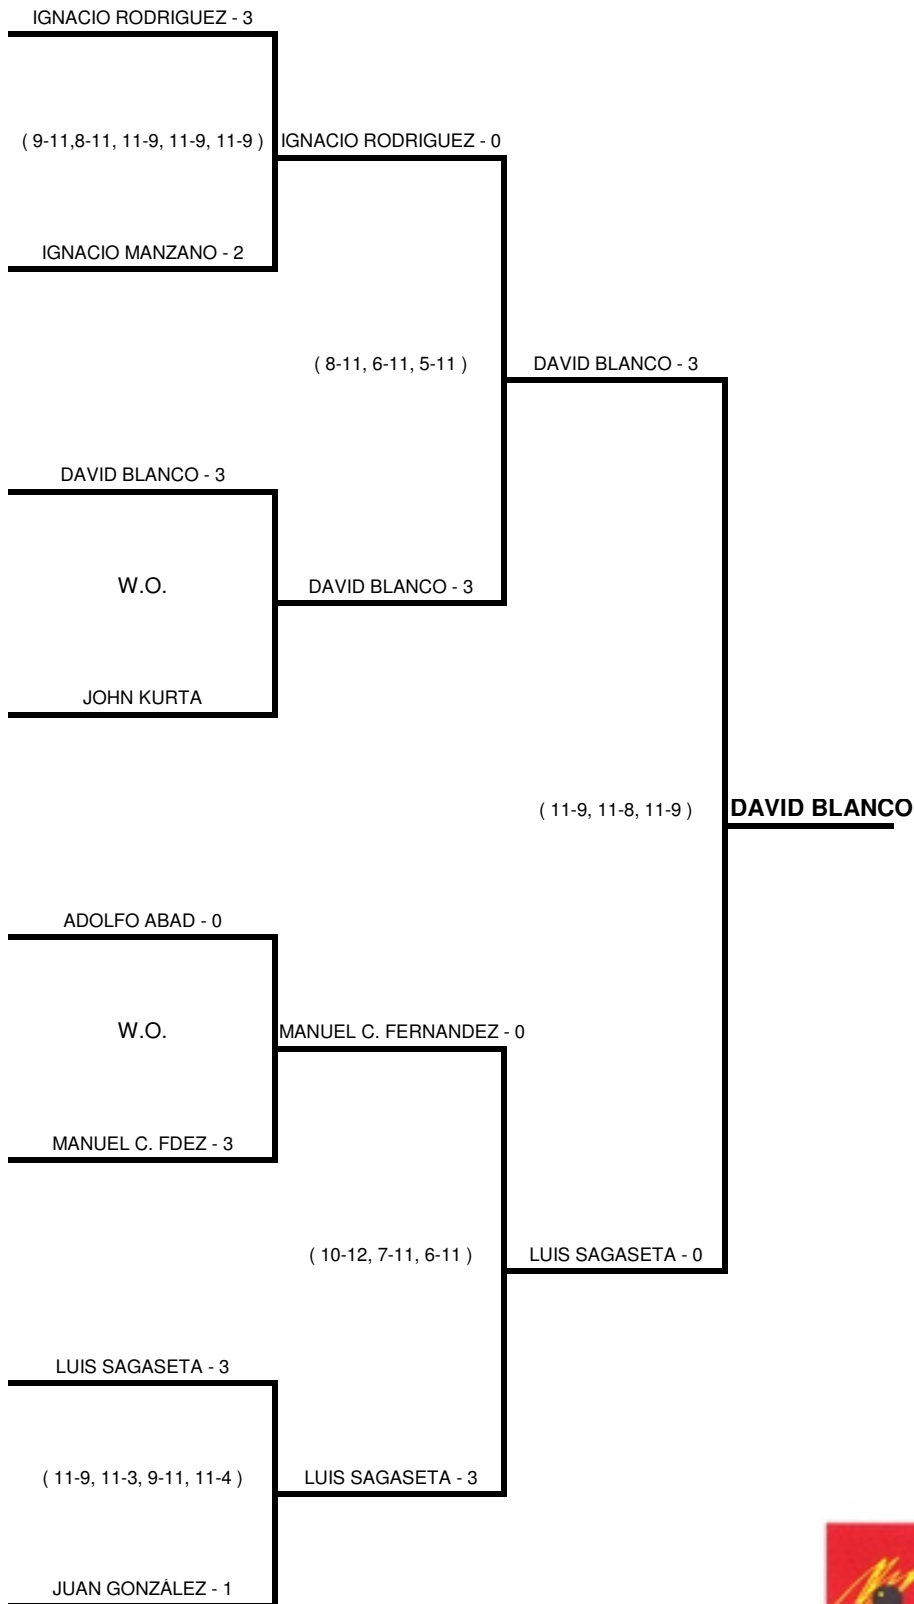 IGNACIO RODRIGUEZ - 3
( 9-11,8-11, 11-9, 11-9, 11-9 )
IGNACIO RODRIGUEZ - 0
IGNACIO MANZANO - 2
( 8-11, 6-11, 5-11 )
DAVID BLANCO - 3
DAVID BLANCO - 3
W.O.
DAVID BLANCO - 3
JOHN KURTA
( 11-9, 11-8, 11-9 )
DAVID BLANCO
ADOLFO ABAD - 0
W.O.
MANUEL C. FERNANDEZ - 0
MANUEL C. FDEZ - 3
( 10-12, 7-11, 6-11 )
LUIS SAGASETA - 0
LUIS SAGASETA - 3
( 11-9, 11-3, 9-11, 11-4 )
LUIS SAGASETA - 3
JUAN GONZÁLEZ - 1